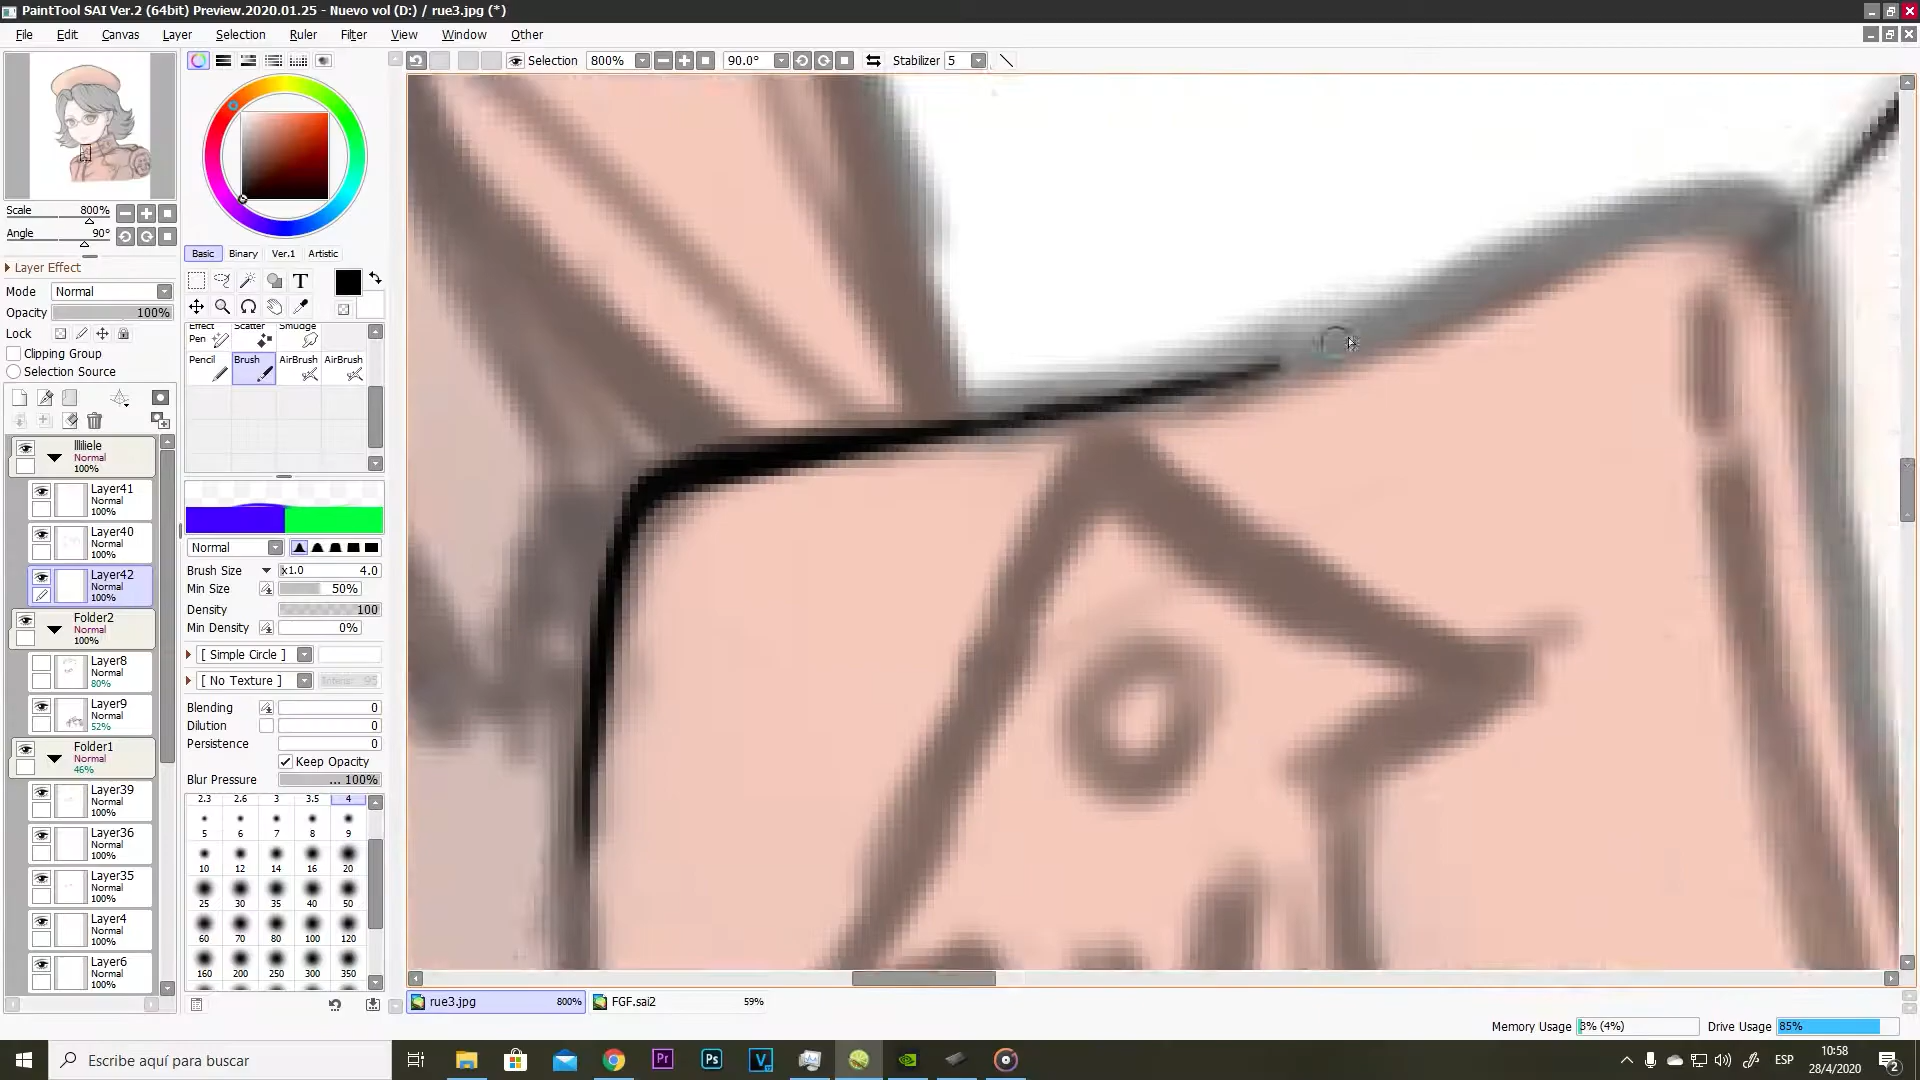 PaintTool SAI Ver.2 (64bit) Preview.2020.01.25 - Nuevo vol (D:) / rue3.jpg (*)
File Edit Canvas Layer Selection Ruler Filter View Window Other
Selection 800% 90.0° Stabilizer 5
Scale 800%
Angle 90°
Layer Effect
Mode Normal
Opacity 100%
Lock
Clipping Group
Selection Source
llliiele
Normal
100%
Layer41
Normal
100%
Layer40
Normal
100%
Layer42
Normal
100%
Folder2
Normal
100%
Layer8
Normal
80%
Layer9
Normal
52%
Folder1
Normal
46%
Layer39
Normal
100%
Layer36
Normal
100%
Layer35
Normal
100%
Layer4
Normal
100%
Layer6
Normal
100%
Basic Binary Ver.1 Artistic
T
Effect Scatter Smudge
Pen
Pencil Brush AirBrush AirBrush
Normal
Brush Size x1.0 4.0
Min Size 50%
Density 100
Min Density 0%
[ Simple Circle ]
[ No Texture ] 95
Blending 0
Dilution 0
Persistence 0
Keep Opacity
Blur Pressure ... 100%
2.3 2.6 3 3.5 4
5 6 7 8 9
10 12 14 16 20
25 30 35 40 50
60 70 80 100 120
160 200 250 300 350
rue3.jpg 800% FGF.sai2 59%
Memory Usage 3% (4%) Drive Usage 85%
Escribe aquí para buscar
Pr Ps V
ESP
10:58
28/4/2020
2